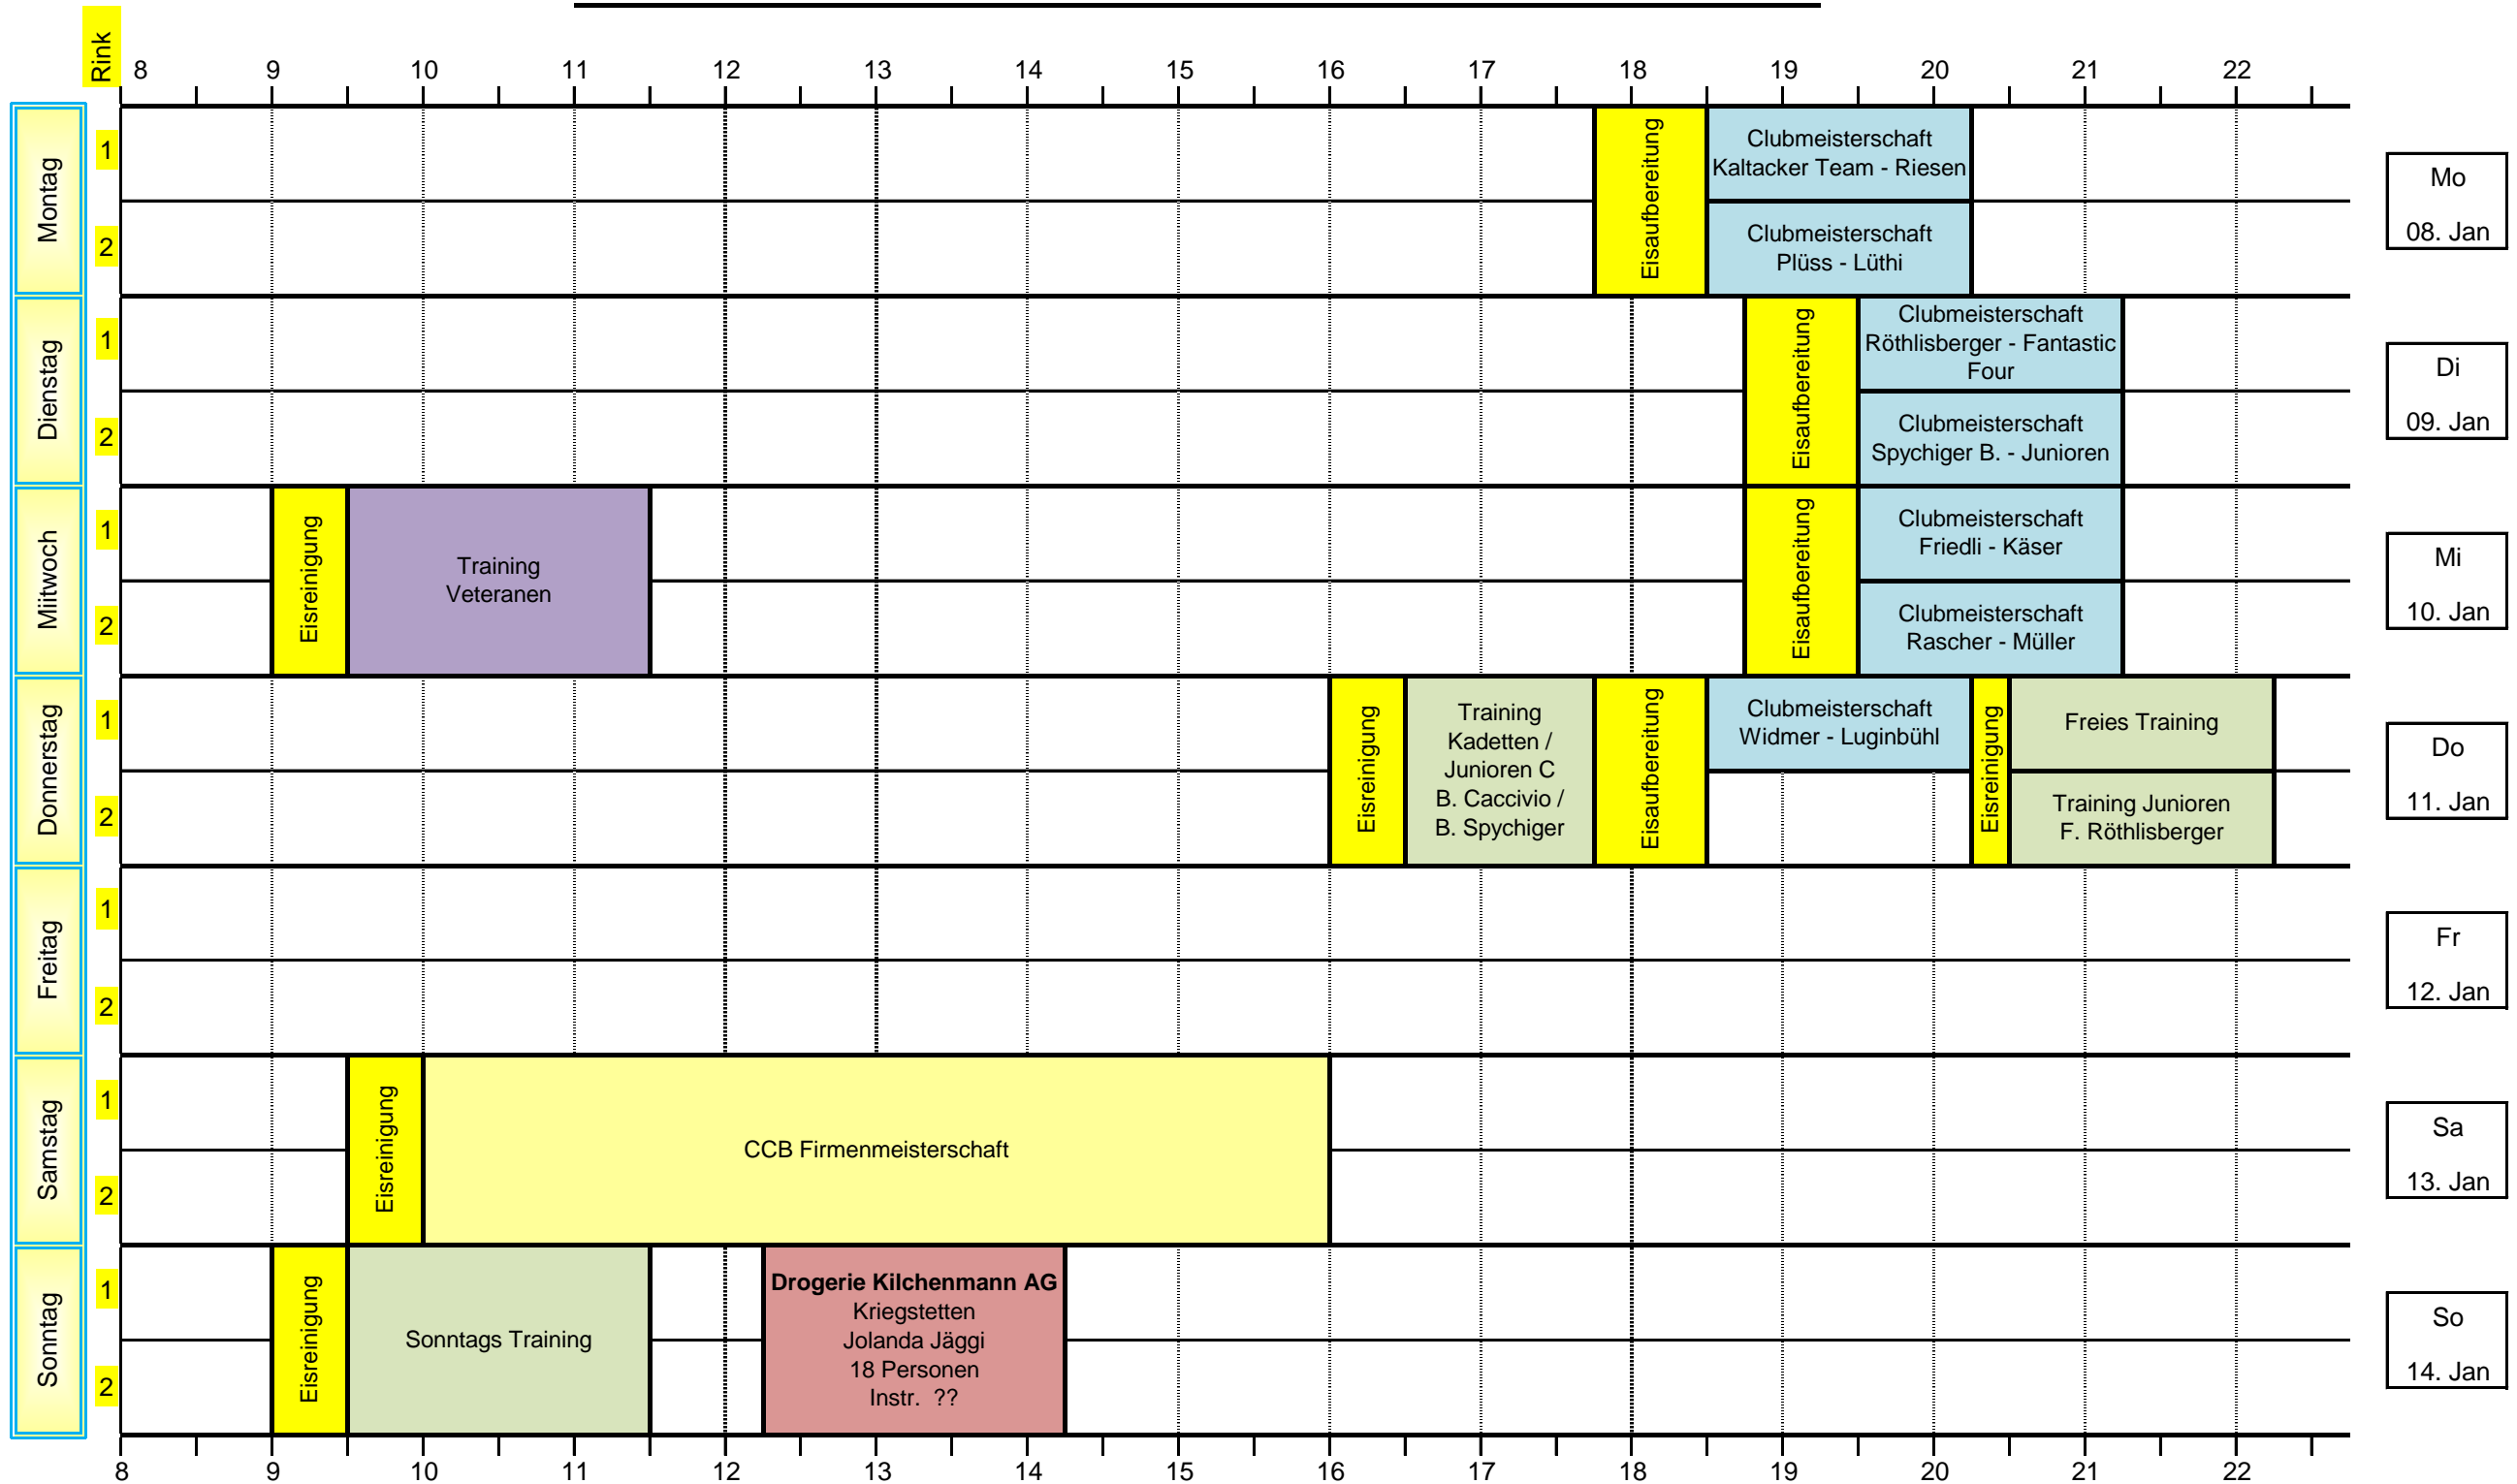 Rink
8 9 10 11 12 13 14 15 16 17 18 19 20 21 22
Montag
1
2
Eisaufbereitung
Clubmeisterschaft
Kaltacker Team - Riesen
Clubmeisterschaft
Plüss - Lüthi
Mo
08. Jan
Dienstag
1
2
Eisaufbereitung
Clubmeisterschaft
Röthlisberger - Fantastic
Four
Clubmeisterschaft
Spychiger B. - Junioren
Di
09. Jan
Miitwoch
1
2
Eisreinigung
Training
Veteranen
Eisaufbereitung
Clubmeisterschaft
Friedli - Käser
Clubmeisterschaft
Rascher - Müller
Mi
10. Jan
Donnerstag
1
2
Eisreinigung
Training
Kadetten /
Junioren C
B. Caccivio /
B. Spychiger
Eisaufbereitung
Clubmeisterschaft
Widmer - Luginbühl
Eisreinigung
Freies Training
Training Junioren
F. Röthlisberger
Do
11. Jan
Freitag
1
2
Fr
12. Jan
Samstag
1
2
Eisreinigung
CCB Firmenmeisterschaft
Sa
13. Jan
Sonntag
1
2
Eisreinigung
Sonntags Training
Drogerie Kilchenmann AG
Kriegstetten
Jolanda Jäggi
18 Personen
Instr. ??
So
14. Jan
8 9 10 11 12 13 14 15 16 17 18 19 20 21 22